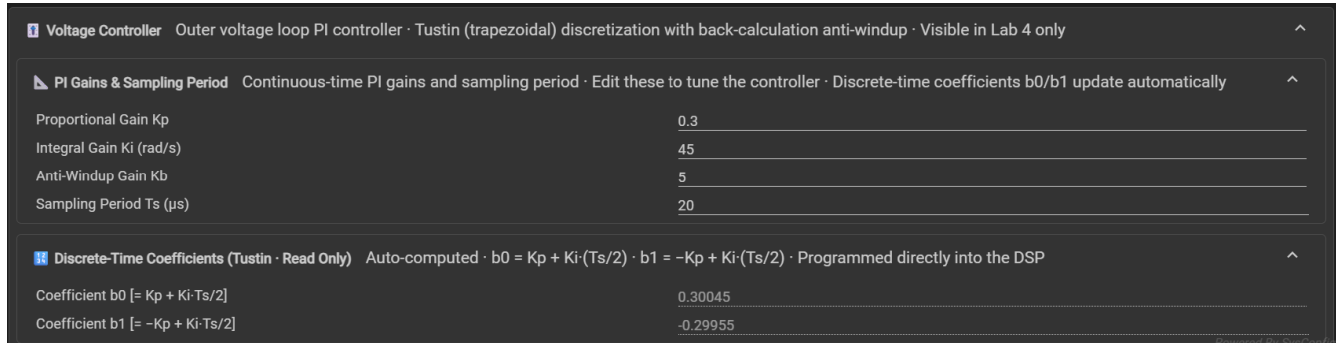 Voltage Controller Outer voltage loop PI controller · Tustin (trapezoidal) discretization with back-calculation anti-windup · Visible in Lab 4 only
PI Gains & Sampling Period Continuous-time PI gains and sampling period · Edit these to tune the controller · Discrete-time coefficients b0/b1 update automatically
Proportional Gain Kp 0.3
Integral Gain Ki (rad/s) 45
Anti-Windup Gain Kb 5
Sampling Period Ts (µs) 20
Discrete-Time Coefficients (Tustin · Read Only) Auto-computed · b0 = Kp + Ki·(Ts/2) · b1 = −Kp + Ki·(Ts/2) · Programmed directly into the DSP
Coefficient b0 [= Kp + Ki·Ts/2] 0.30045
Coefficient b1 [= −Kp + Ki·Ts/2] -0.29955
Powered By